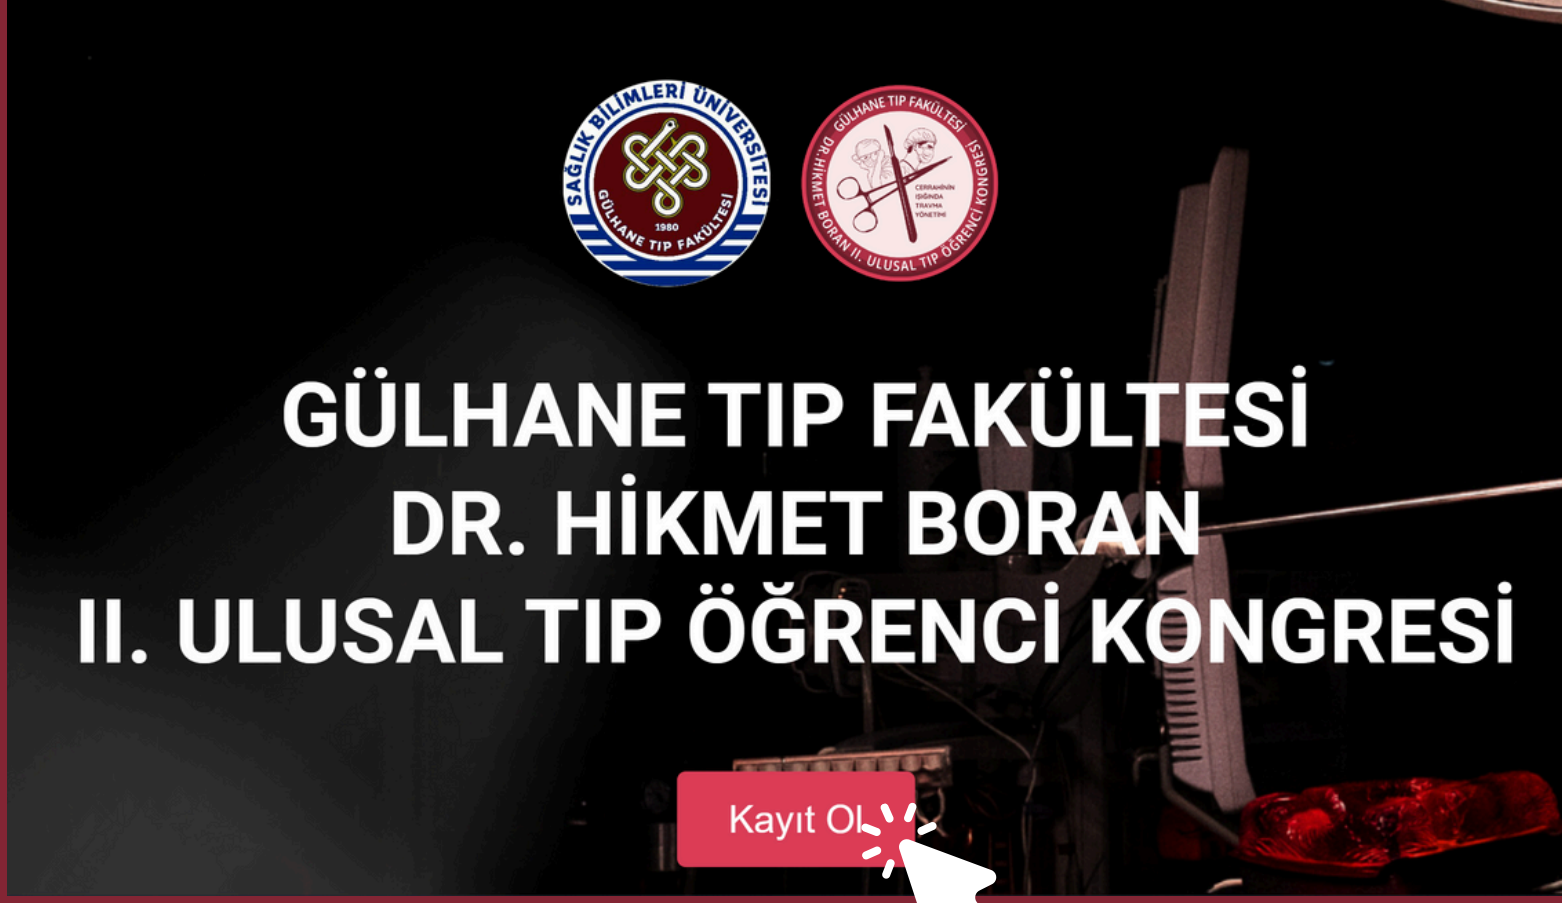 SAĞLIK BİLİMLERİ ÜNİVERSİTESİ
1980
GÜLHANE TIP FAKÜLTESİ
GÜLHANE TIP FAKÜLTESİ
DR.HİKMET BORAN II. ULUSAL TIP ÖĞRENCİ KONGRESİ
CERRAHİNİN
IŞIĞINDA
TRAVMA
YÖNETİMİ
GÜLHANE TIP FAKÜLTESİ
DR. HİKMET BORAN
II. ULUSAL TIP ÖĞRENCİ KONGRESİ
Kayıt Ol